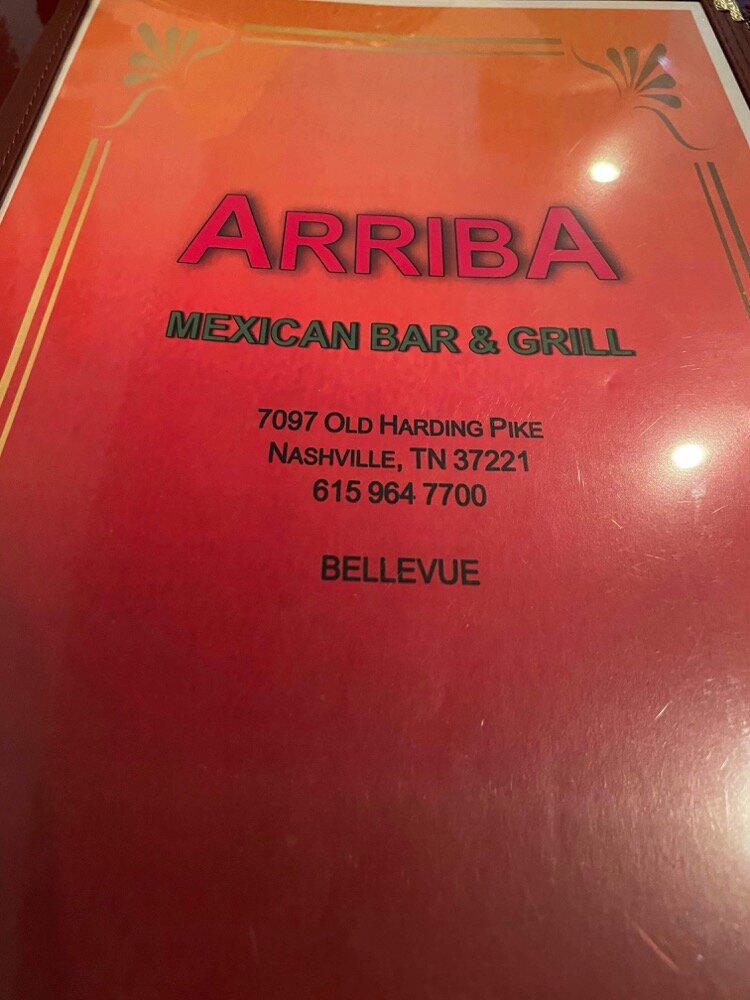 ARRIBA
MEXICAN BAR & GRILL
7097 OLD HARDING PIKE
NASHVILLE, TN 37221
615 964 7700
BELLEVUE